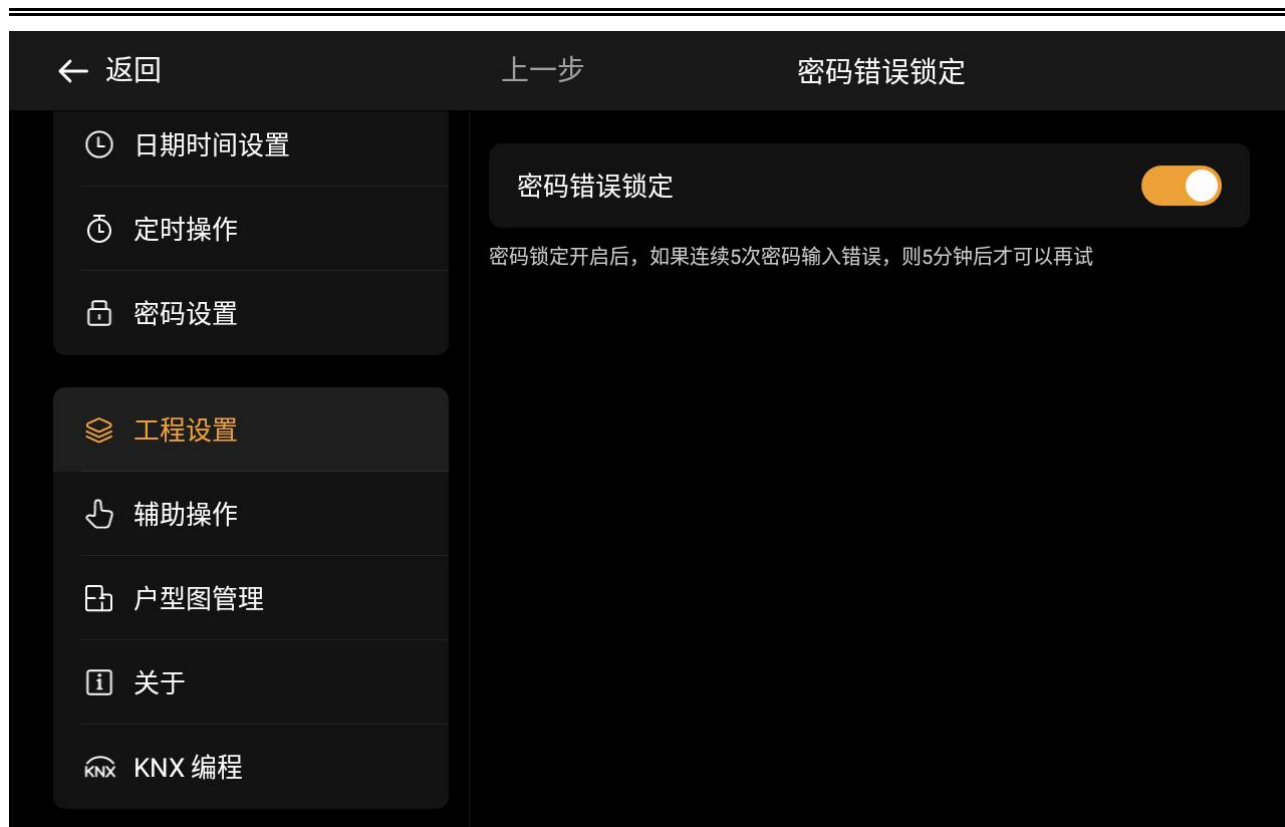 返回
上一步
密码错误锁定
日期时间设置
定时操作
密码设置
工程设置
辅助操作
户型图管理
关于
KNX KNX 编程
密码错误锁定
密码锁定开启后，如果连续5次密码输入错误，则5分钟后才可以再试